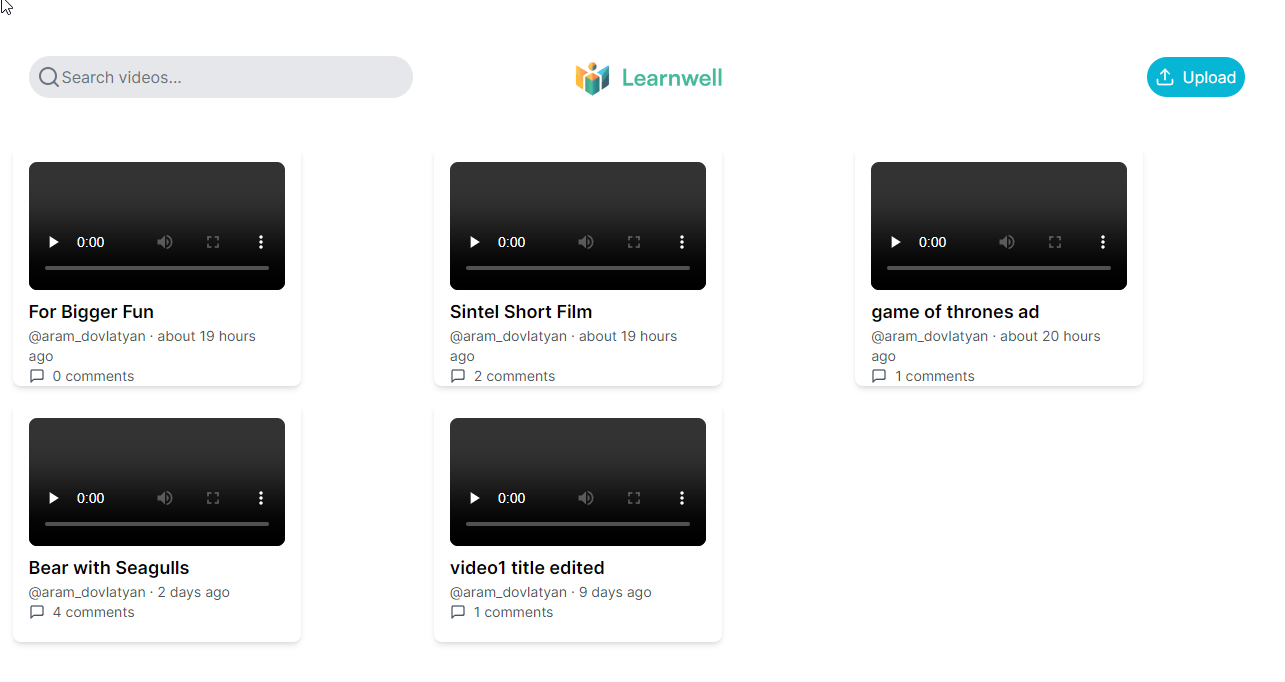 Search videos...
Learnwell
Upload
0:00
0:00
0:00
For Bigger Fun
Sintel Short Film
game of thrones ad
@aram_dovlatyan · about 19 hours
ago
@aram_dovlatyan · about 19 hours
ago
@aram_dovlatyan · about 20 hours
ago
0 comments
2 comments
1 comments
0:00
0:00
Bear with Seagulls
video1 title edited
@aram_dovlatyan · 2 days ago
@aram_dovlatyan · 9 days ago
4 comments
1 comments